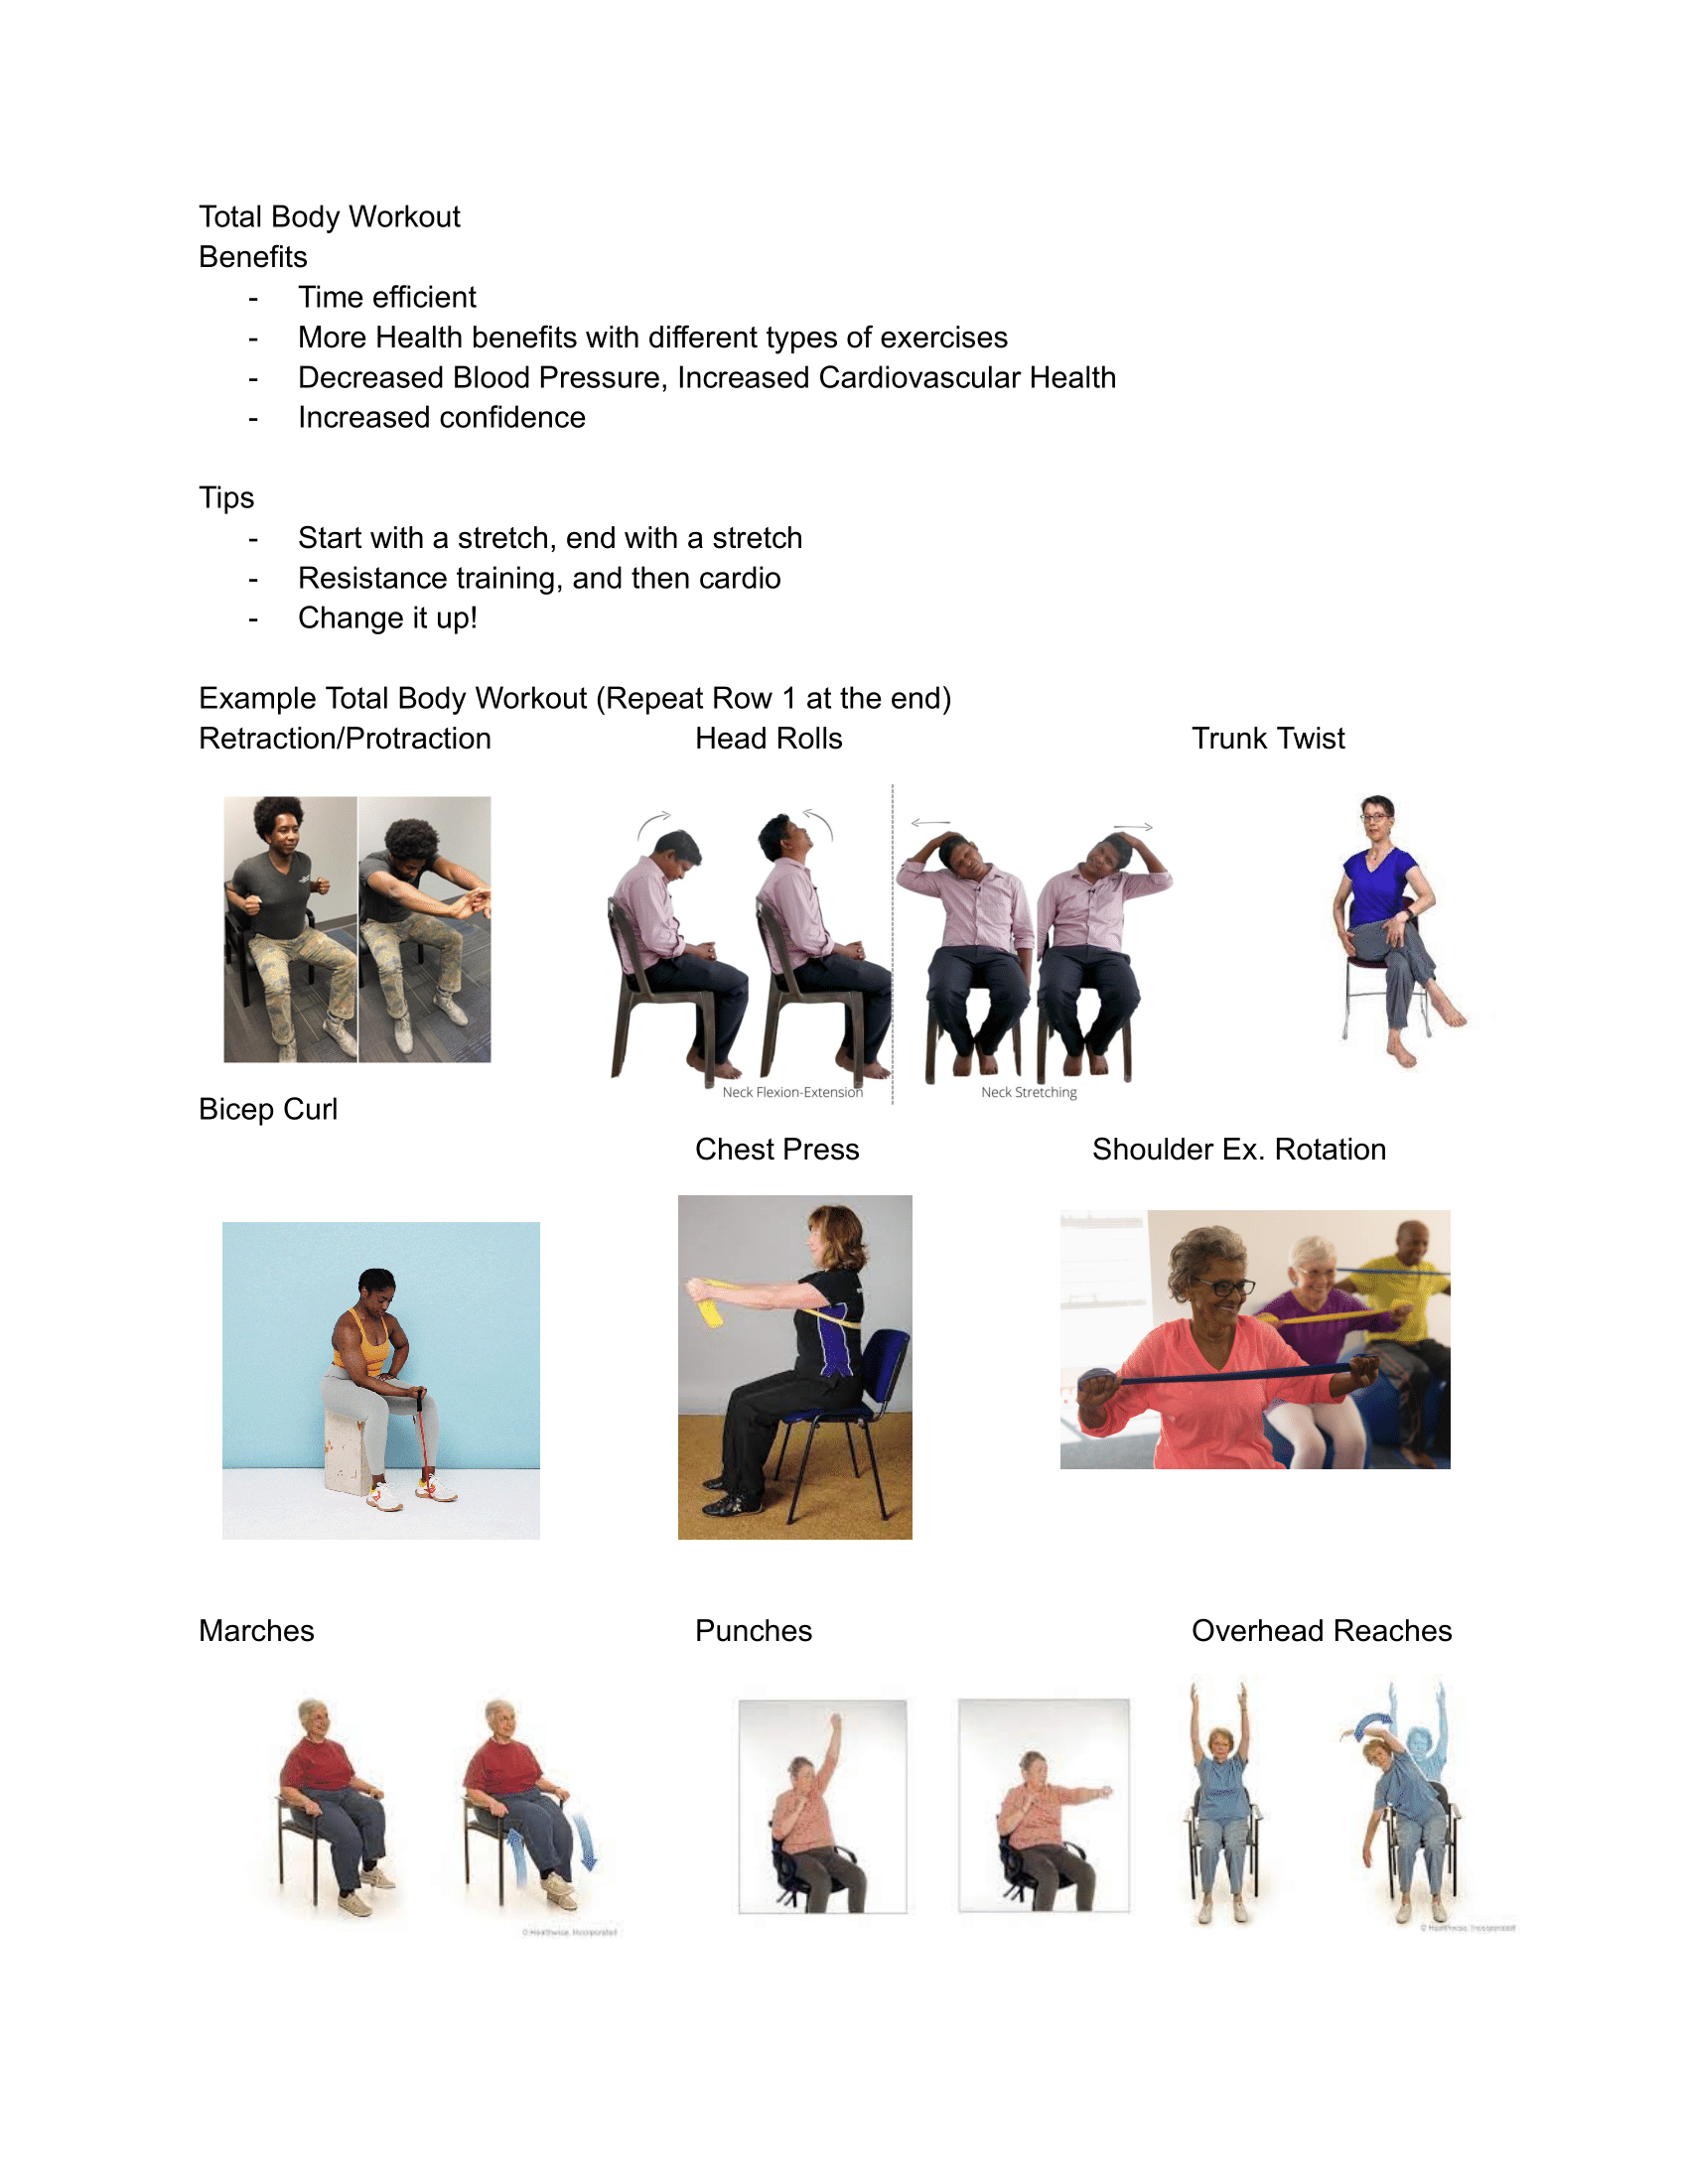 Total Body Workout
Benefits
- Time efficient
- More Health benefits with different types of exercises
- Decreased Blood Pressure, Increased Cardiovascular Health
- Increased confidence
Tips
- Start with a stretch, end with a stretch
- Resistance training, and then cardio
- Change it up!
Example Total Body Workout (Repeat Row 1 at the end)
Retraction/Protraction Head Rolls Trunk Twist
Neck Flexion-Extension Neck Stretching
Bicep Curl
Chest Press Shoulder Ex. Rotation
Marches Punches Overhead Reaches
© Healthwise, Incorporated
© Healthwise, Incorporated